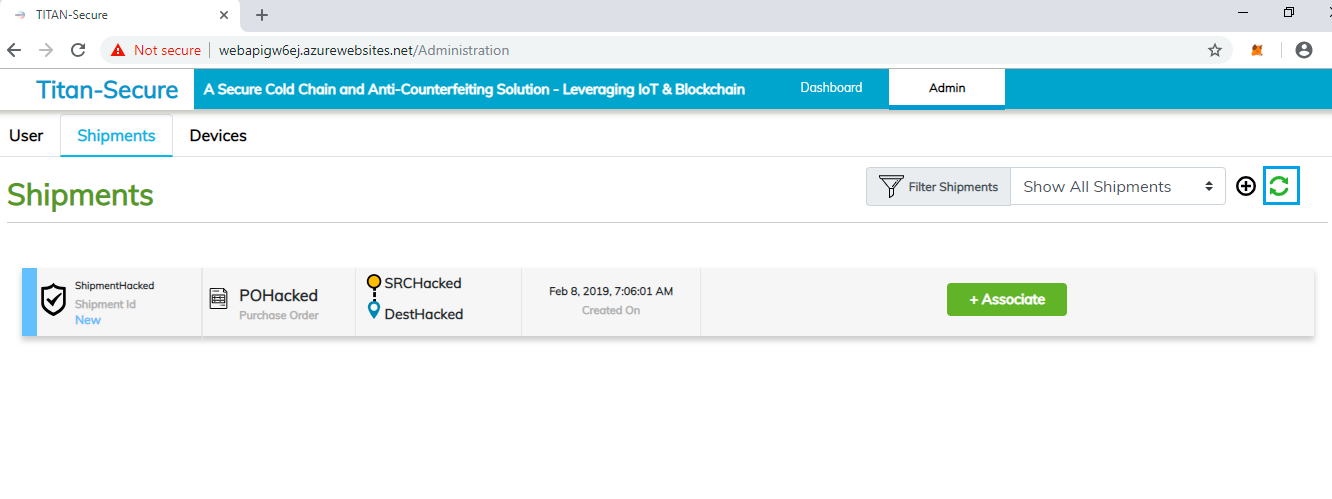 TITAN-Secure
Not secure webapigw6ej.azurewebsites.net/Administration
Titan-Secure A Secure Cold Chain and Anti-Counterfeiting Solution - Leveraging IoT & Blockchain Dashboard Admin
User Shipments Devices
Shipments Filter Shipments Show All Shipments
ShipmentHacked
Shipment Id
New
POHacked
Purchase Order
SRCHacked
DestHacked
Feb 8, 2019, 7:06:01 AM
Created On
+ Associate